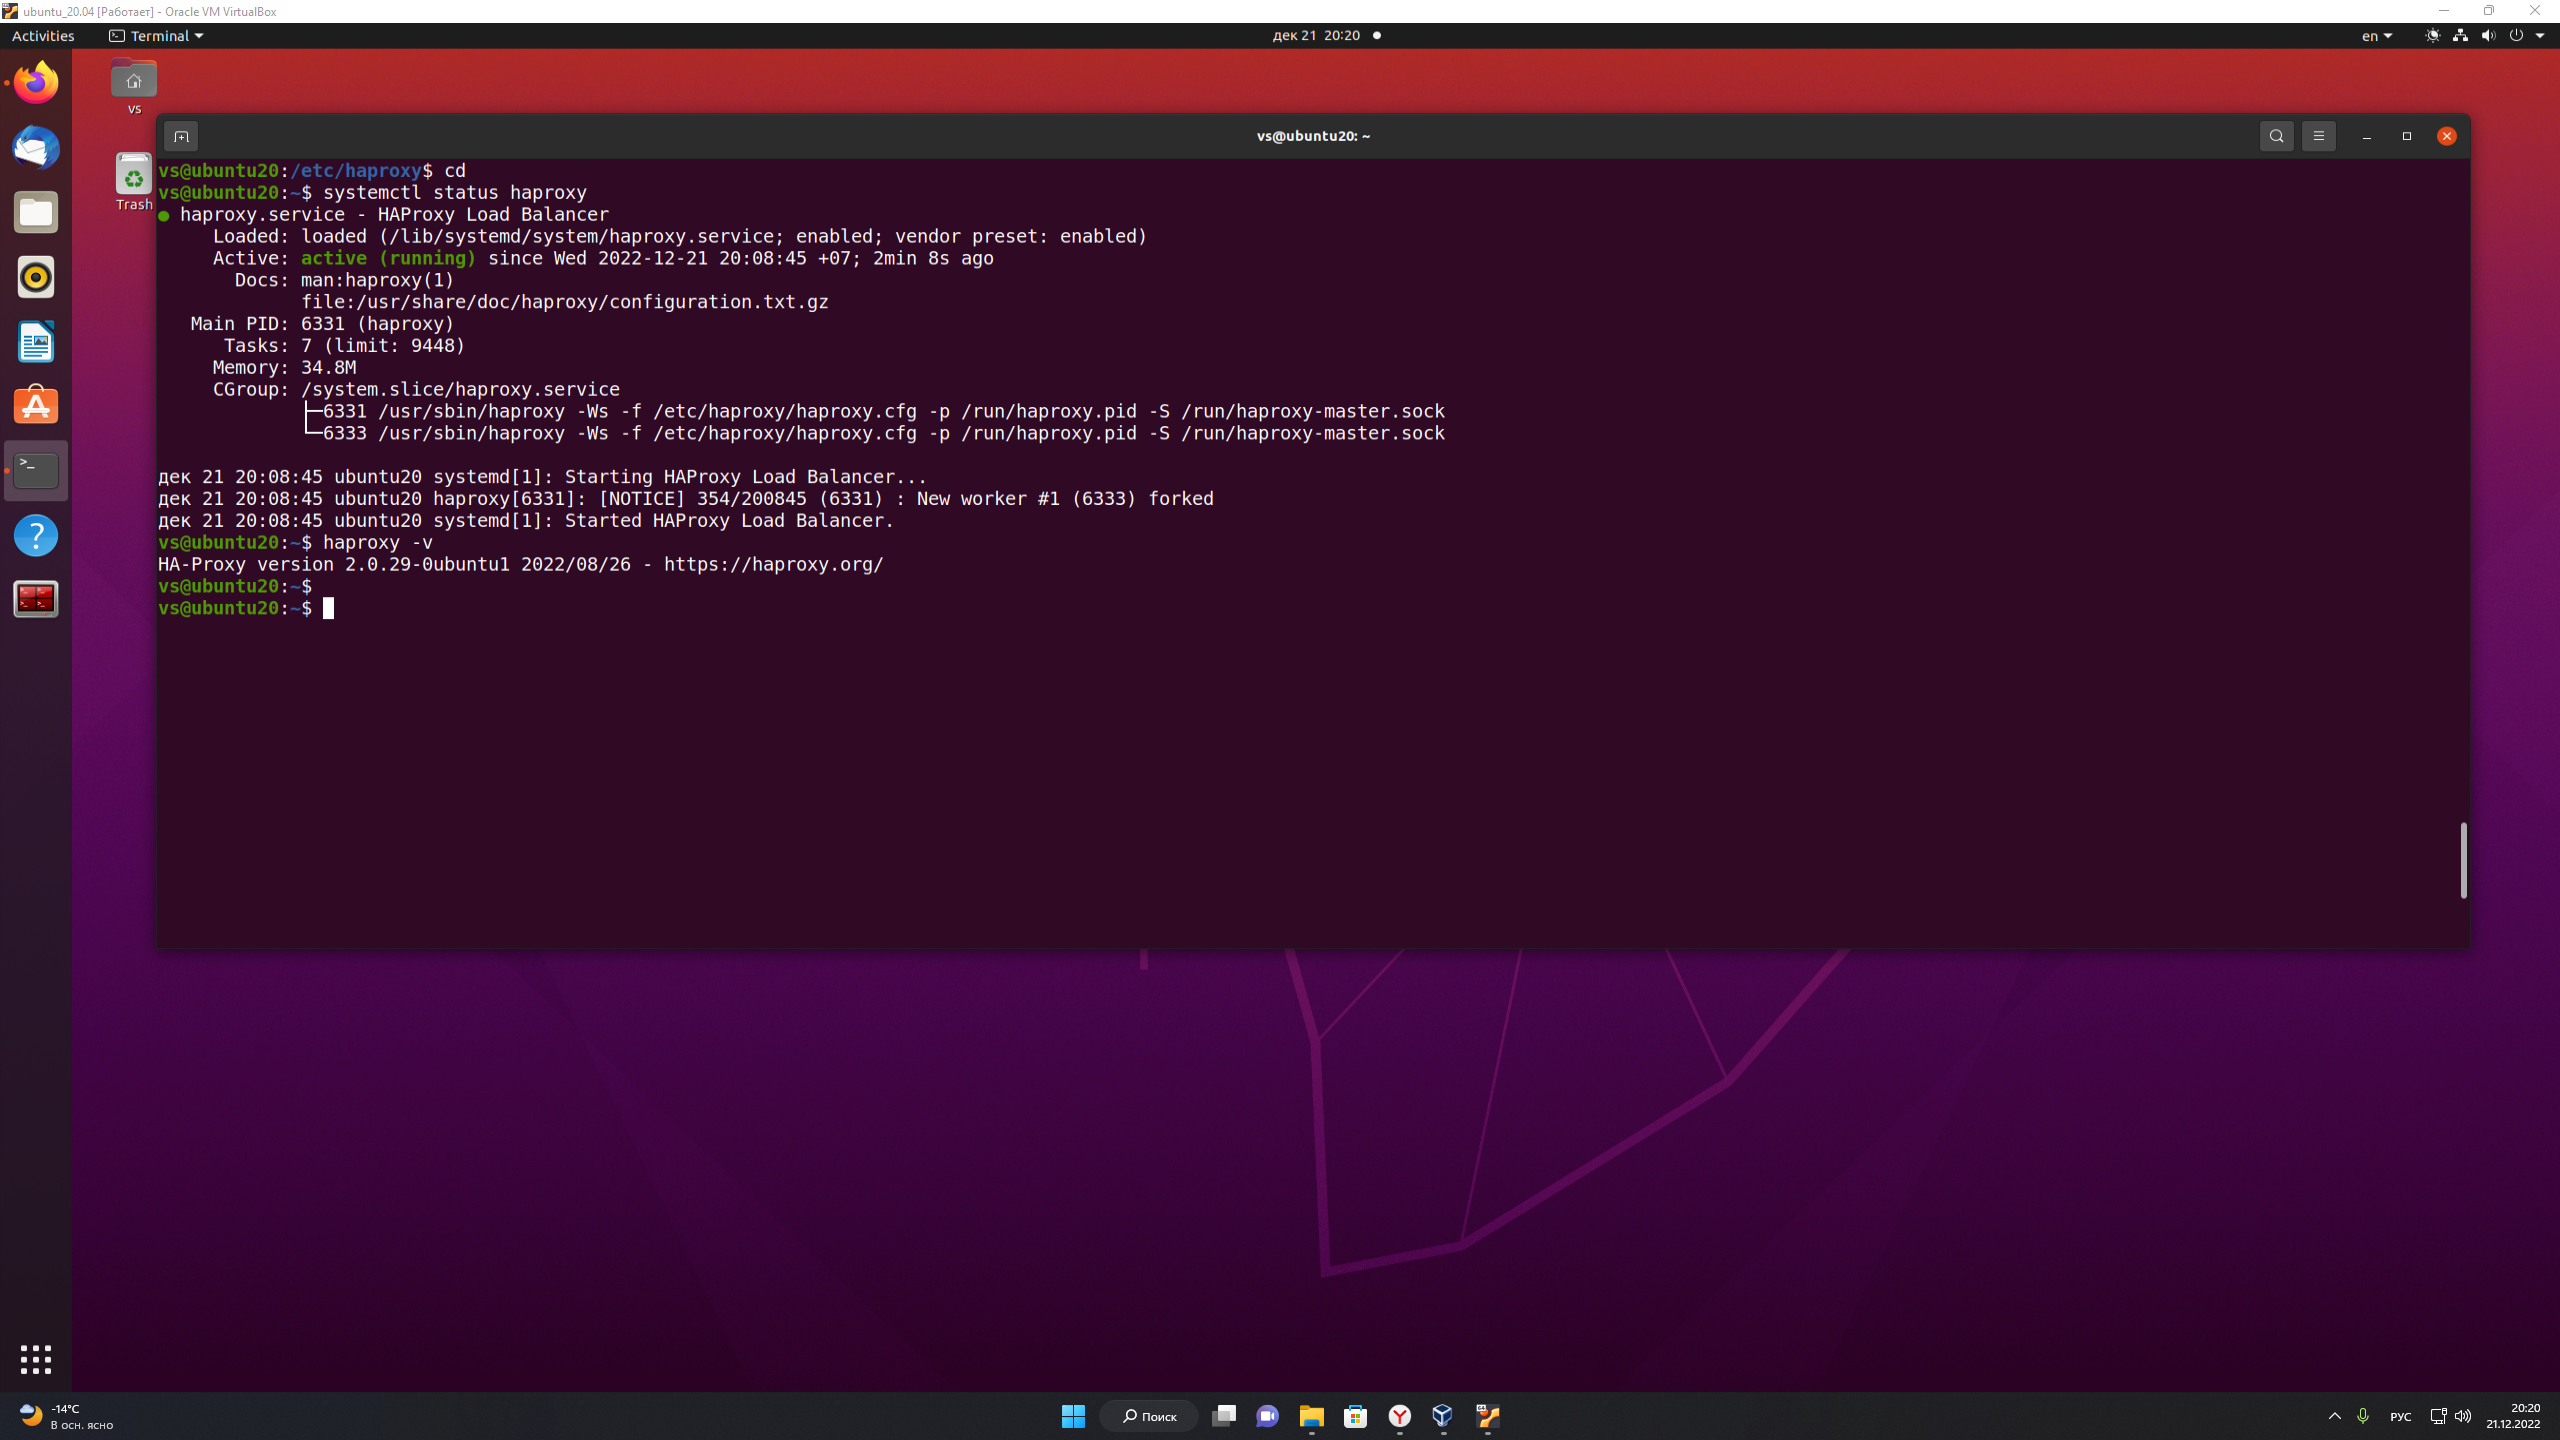 ubuntu_20.04 [Работает] - Oracle VM VirtualBox
Activities Terminal дек 21 20:20 en
vs
Trash
vs@ubuntu20: ~
vs@ubuntu20:/etc/haproxy$ cd
vs@ubuntu20:~$ systemctl status haproxy
● haproxy.service - HAProxy Load Balancer
     Loaded: loaded (/lib/systemd/system/haproxy.service; enabled; vendor preset: enabled)
     Active: active (running) since Wed 2022-12-21 20:08:45 +07; 2min 8s ago
       Docs: man:haproxy(1)
             file:/usr/share/doc/haproxy/configuration.txt.gz
   Main PID: 6331 (haproxy)
      Tasks: 7 (limit: 9448)
     Memory: 34.8M
     CGroup: /system.slice/haproxy.service
             ├─6331 /usr/sbin/haproxy -Ws -f /etc/haproxy/haproxy.cfg -p /run/haproxy.pid -S /run/haproxy-master.sock
             └─6333 /usr/sbin/haproxy -Ws -f /etc/haproxy/haproxy.cfg -p /run/haproxy.pid -S /run/haproxy-master.sock
дек 21 20:08:45 ubuntu20 systemd[1]: Starting HAProxy Load Balancer...
дек 21 20:08:45 ubuntu20 haproxy[6331]: [NOTICE] 354/200845 (6331) : New worker #1 (6333) forked
дек 21 20:08:45 ubuntu20 systemd[1]: Started HAProxy Load Balancer.
vs@ubuntu20:~$ haproxy -v
HA-Proxy version 2.0.29-0ubuntu1 2022/08/26 - https://haproxy.org/
vs@ubuntu20:~$
vs@ubuntu20:~$
-14°C
В осн. ясно
Поиск
РУС
20:20
21.12.2022